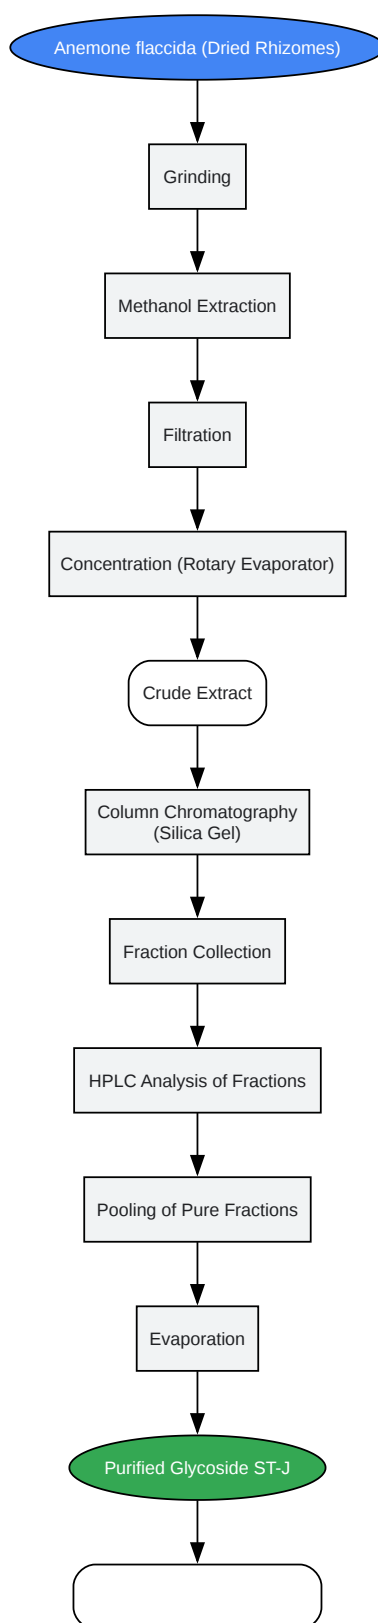 Anemone flaccida (Dried Rhizomes)
Grinding
Methanol Extraction
Filtration
Concentration (Rotary Evaporator)
Crude Extract
Column Chromatography
(Silica Gel)
Fraction Collection
HPLC Analysis of Fractions
Pooling of Pure Fractions
Evaporation
Purified Glycoside ST-J